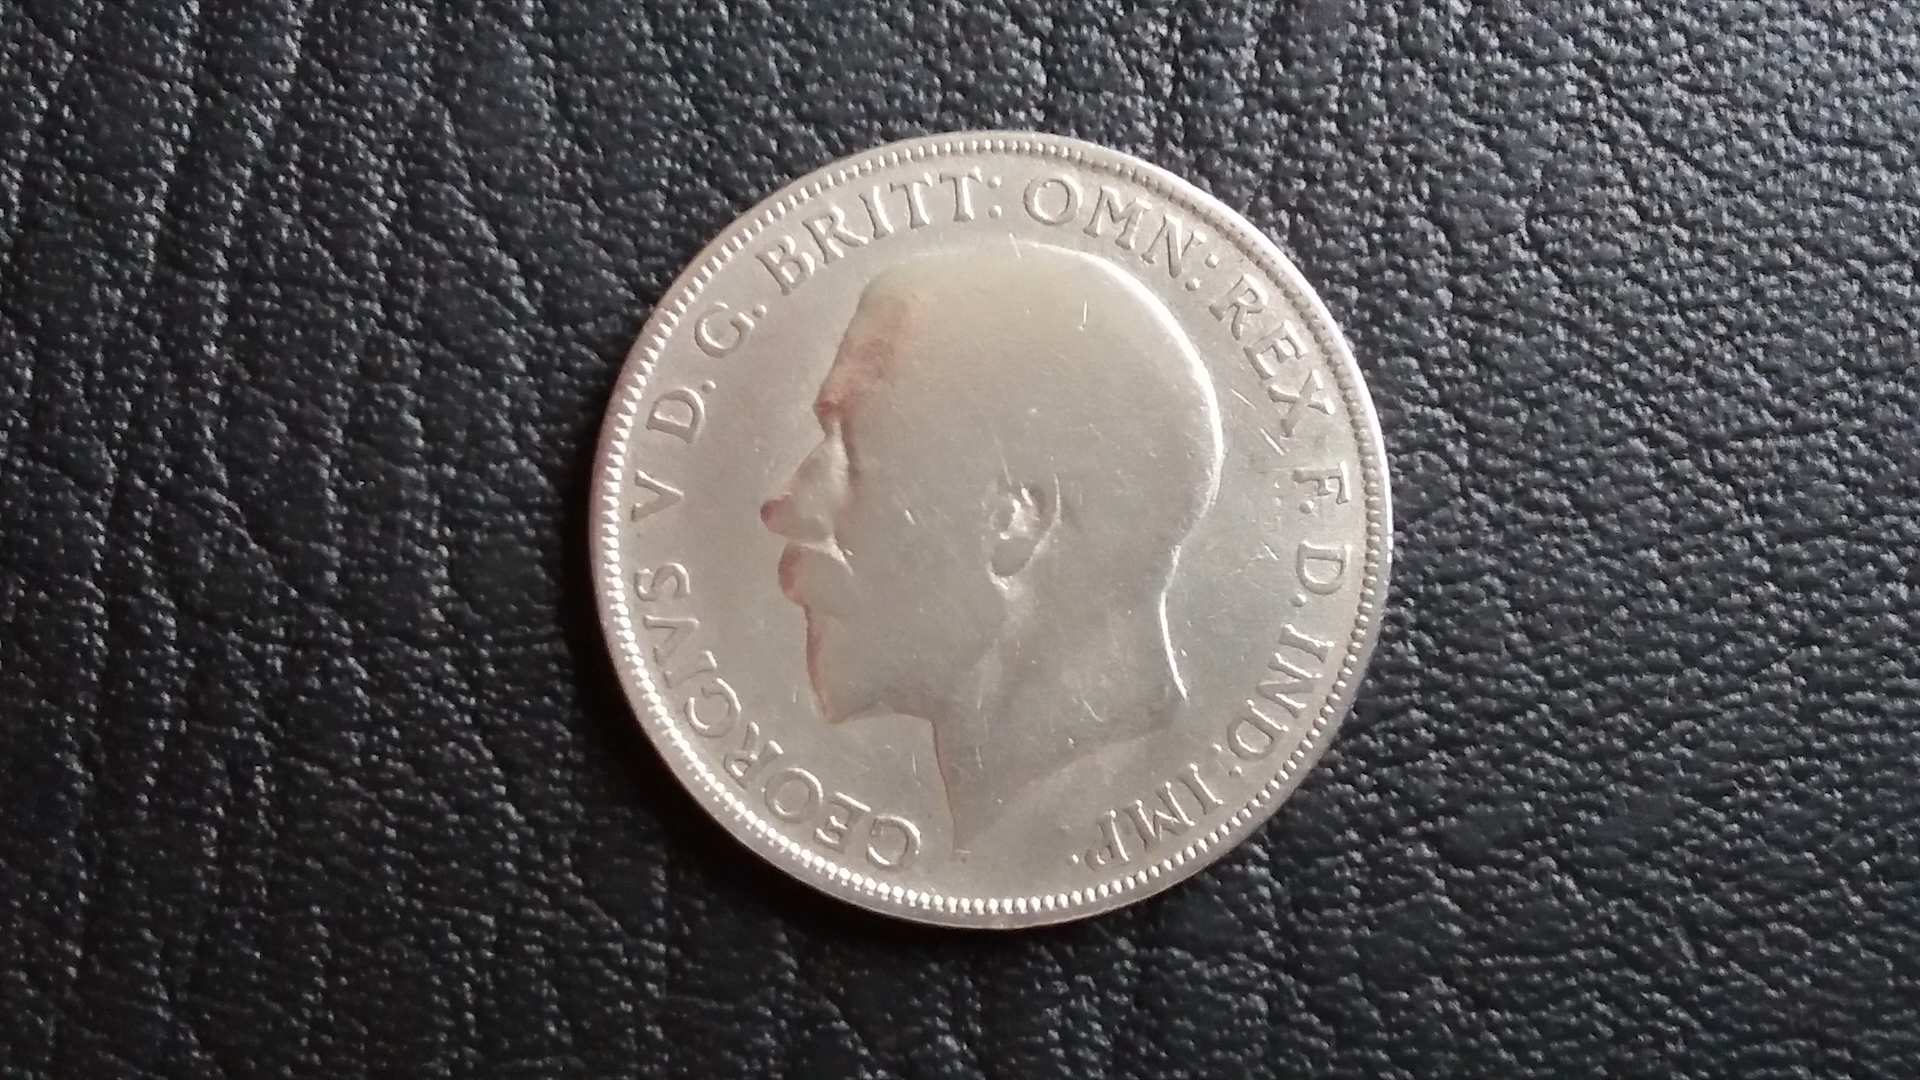 GEORGIVS V D. G. BRITT: OMN: REX F. D. IND: IMP.